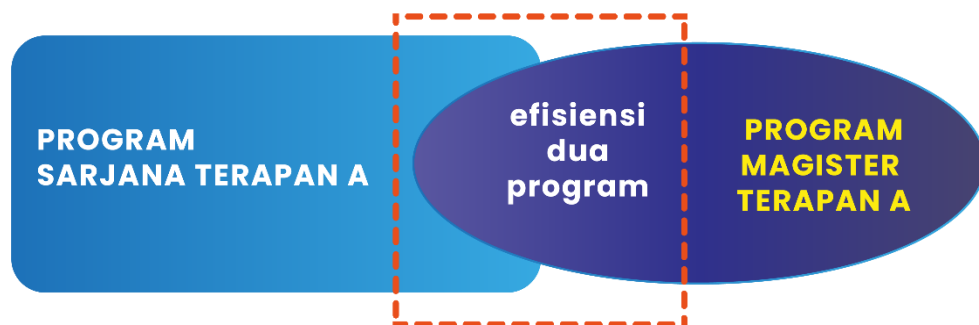 PROGRAM
SARJANA TERAPAN A
efisiensi
dua
program
PROGRAM
MAGISTER
TERAPAN A